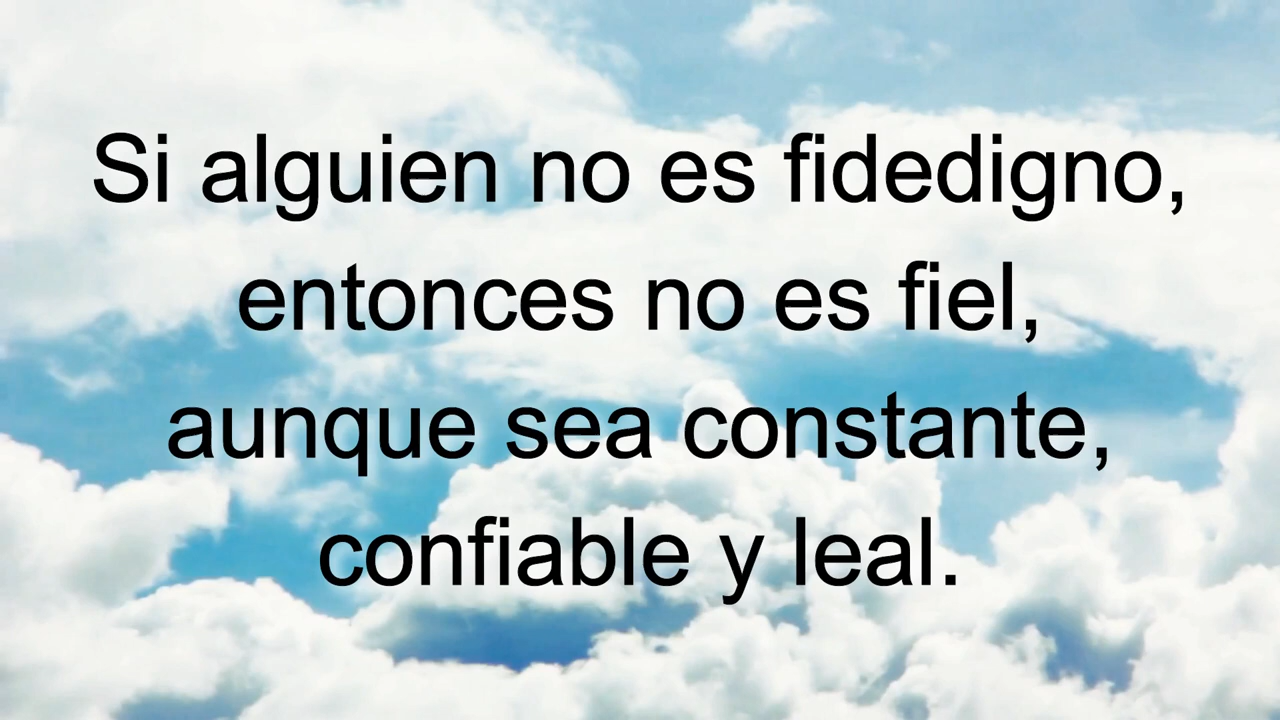 Si alguien no es fidedigno,
entonces no es fiel,
aunque sea constante,
confiable y leal.